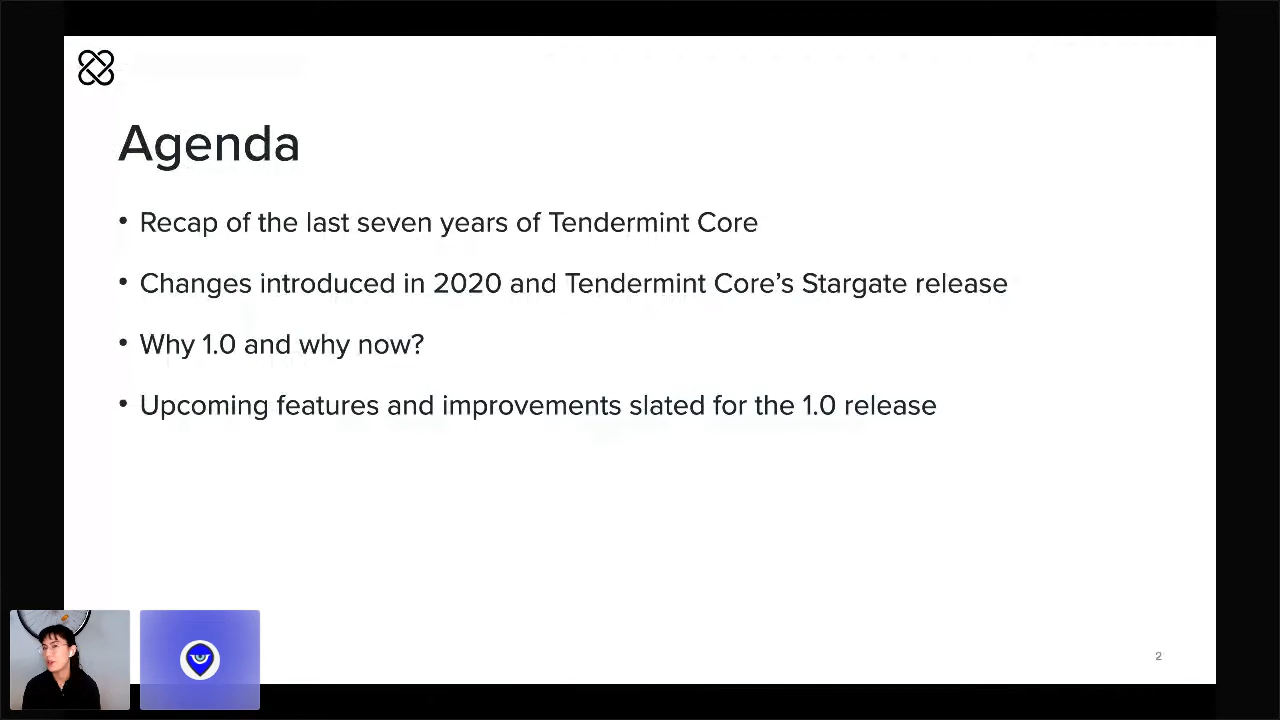 Agenda
• Recap of the last seven years of Tendermint Core
• Changes introduced in 2020 and Tendermint Core’s Stargate release
• Why 1.0 and why now?
• Upcoming features and improvements slated for the 1.0 release
2